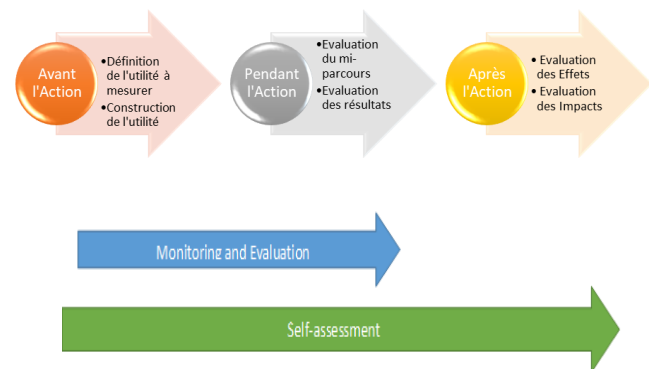 Avant
l'Action
•Définition
de l'utilité à
mesurer
•Construction
de l'utilité
Pendant
l'Action
•Evaluation
du mi-
parcours
•Evaluation
des résultats
Après
l'Action
• Evaluation
des Effets
• Evaluation
des Impacts
Monitoring and Evaluation
Self-assessment